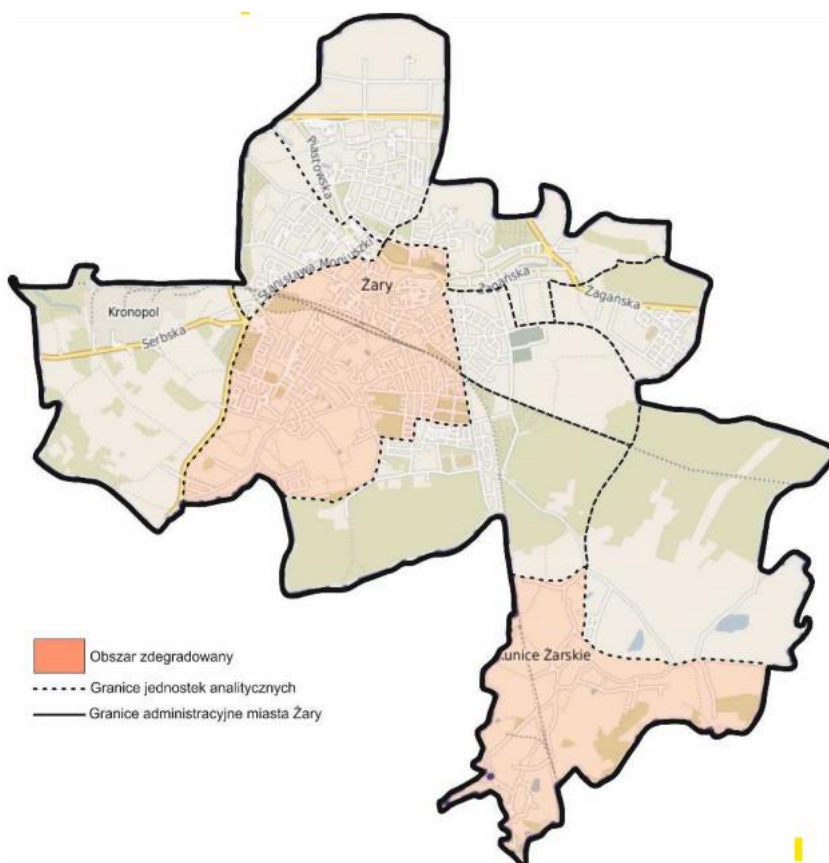 Piastowska
Stanisława Moniuszki
Żary
Żagańska
Żagańska
Kronopol
Serbska
Kunice Żarskie
Obszar zdegradowany
Granice jednostek analitycznych
Granice administracyjne miasta Żary